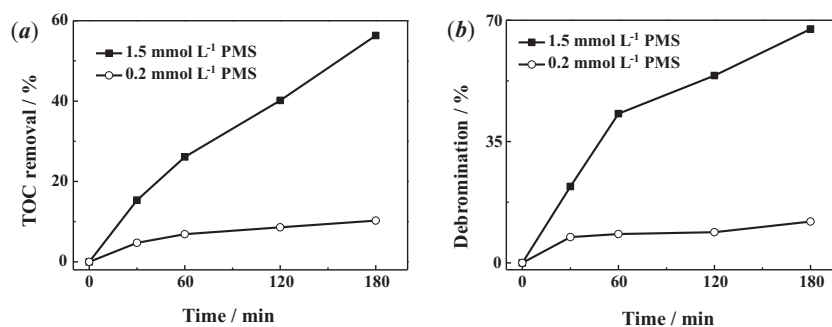 (a)
1.5 mmol L⁻¹ PMS
0.2 mmol L⁻¹ PMS
TOC removal / %
60
40
20
0
0 60 120 180
Time / min
(b)
1.5 mmol L⁻¹ PMS
0.2 mmol L⁻¹ PMS
Debromination / %
70
35
0
0 60 120 180
Time / min